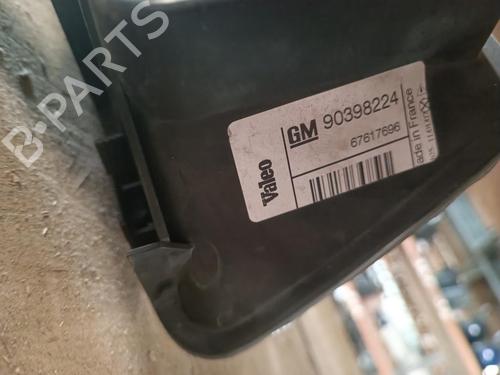 B-PARTS
Valeo
GM 90398224
67617696
ade in France